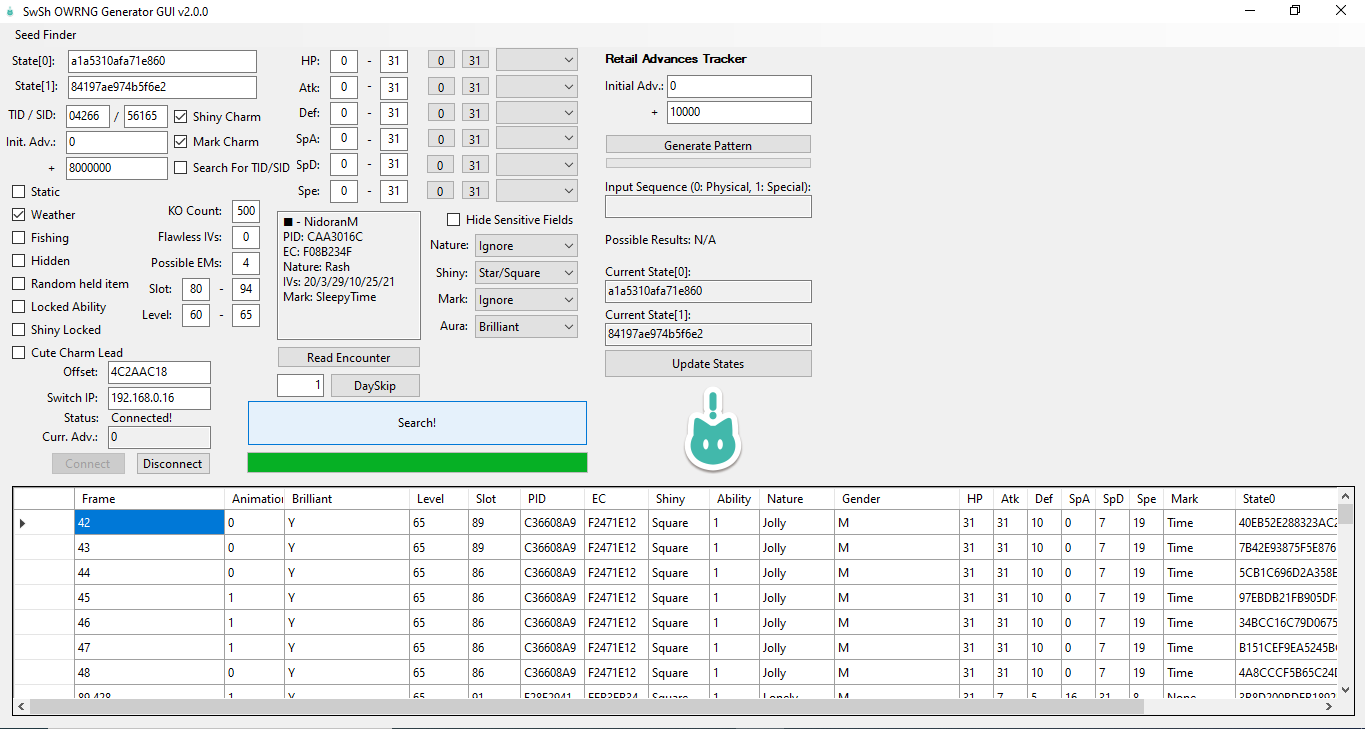 SwSh OWRNG Generator GUI v2.0.0
Seed Finder
State[0]: a1a5310afa71e860
State[1]: 84197ae974b5f6e2
TID / SID: 04266 / 56165 Shiny Charm
Init. Adv.: 0 Mark Charm
+ 8000000 Search For TID/SID
Static
Weather
Fishing
Hidden
Random held item
Locked Ability
Shiny Locked
Cute Charm Lead
KO Count: 500
Flawless IVs: 0
Possible EMs: 4
Slot: 80 - 94
Level: 60 - 65
Offset: 4C2AAC18
Switch IP: 192.168.0.16
Status: Connected!
Curr. Adv.: 0
Connect Disconnect
HP: 0 - 31 0 31
Atk: 0 - 31 0 31
Def: 0 - 31 0 31
SpA: 0 - 31 0 31
SpD: 0 - 31 0 31
Spe: 0 - 31 0 31
■ - NidoranM
PID: CAA3016C
EC: F08B234F
Nature: Rash
IVs: 20/3/29/10/25/21
Mark: SleepyTime
Read Encounter
1 DaySkip
Hide Sensitive Fields
Nature: Ignore
Shiny: Star/Square
Mark: Ignore
Aura: Brilliant
Search!
Retail Advances Tracker
Initial Adv.: 0
+ 10000
Generate Pattern
Input Sequence (0: Physical, 1: Special):
Possible Results: N/A
Current State[0]:
a1a5310afa71e860
Current State[1]:
84197ae974b5f6e2
Update States
Frame Animation Brilliant Level Slot PID EC Shiny Ability Nature Gender HP Atk Def SpA SpD Spe Mark State0
42 0 Y 65 89 C36608A9 F2471E12 Square 1 Jolly M 31 31 10 0 7 19 Time 40EB52E288323AC2
43 0 Y 65 89 C36608A9 F2471E12 Square 1 Jolly M 31 31 10 0 7 19 Time 7B42E93875F5E876
44 0 Y 65 86 C36608A9 F2471E12 Square 1 Jolly M 31 31 10 0 7 19 Time 5CB1C696D2A358E
45 1 Y 65 86 C36608A9 F2471E12 Square 1 Jolly M 31 31 10 0 7 19 Time 97EBDB21FB905DF
46 1 Y 65 86 C36608A9 F2471E12 Square 1 Jolly M 31 31 10 0 7 19 Time 34BCC16C79D0675
47 1 Y 65 86 C36608A9 F2471E12 Square 1 Jolly M 31 31 10 0 7 19 Time B151CEF9EA5245B
48 0 Y 65 86 C36608A9 F2471E12 Square 1 Jolly M 31 31 10 0 7 19 Time 4A8CCCF5B65C24
89,428 1 Y 65 91 Square 1 Lonely M 31 7 5 16 31 8 None